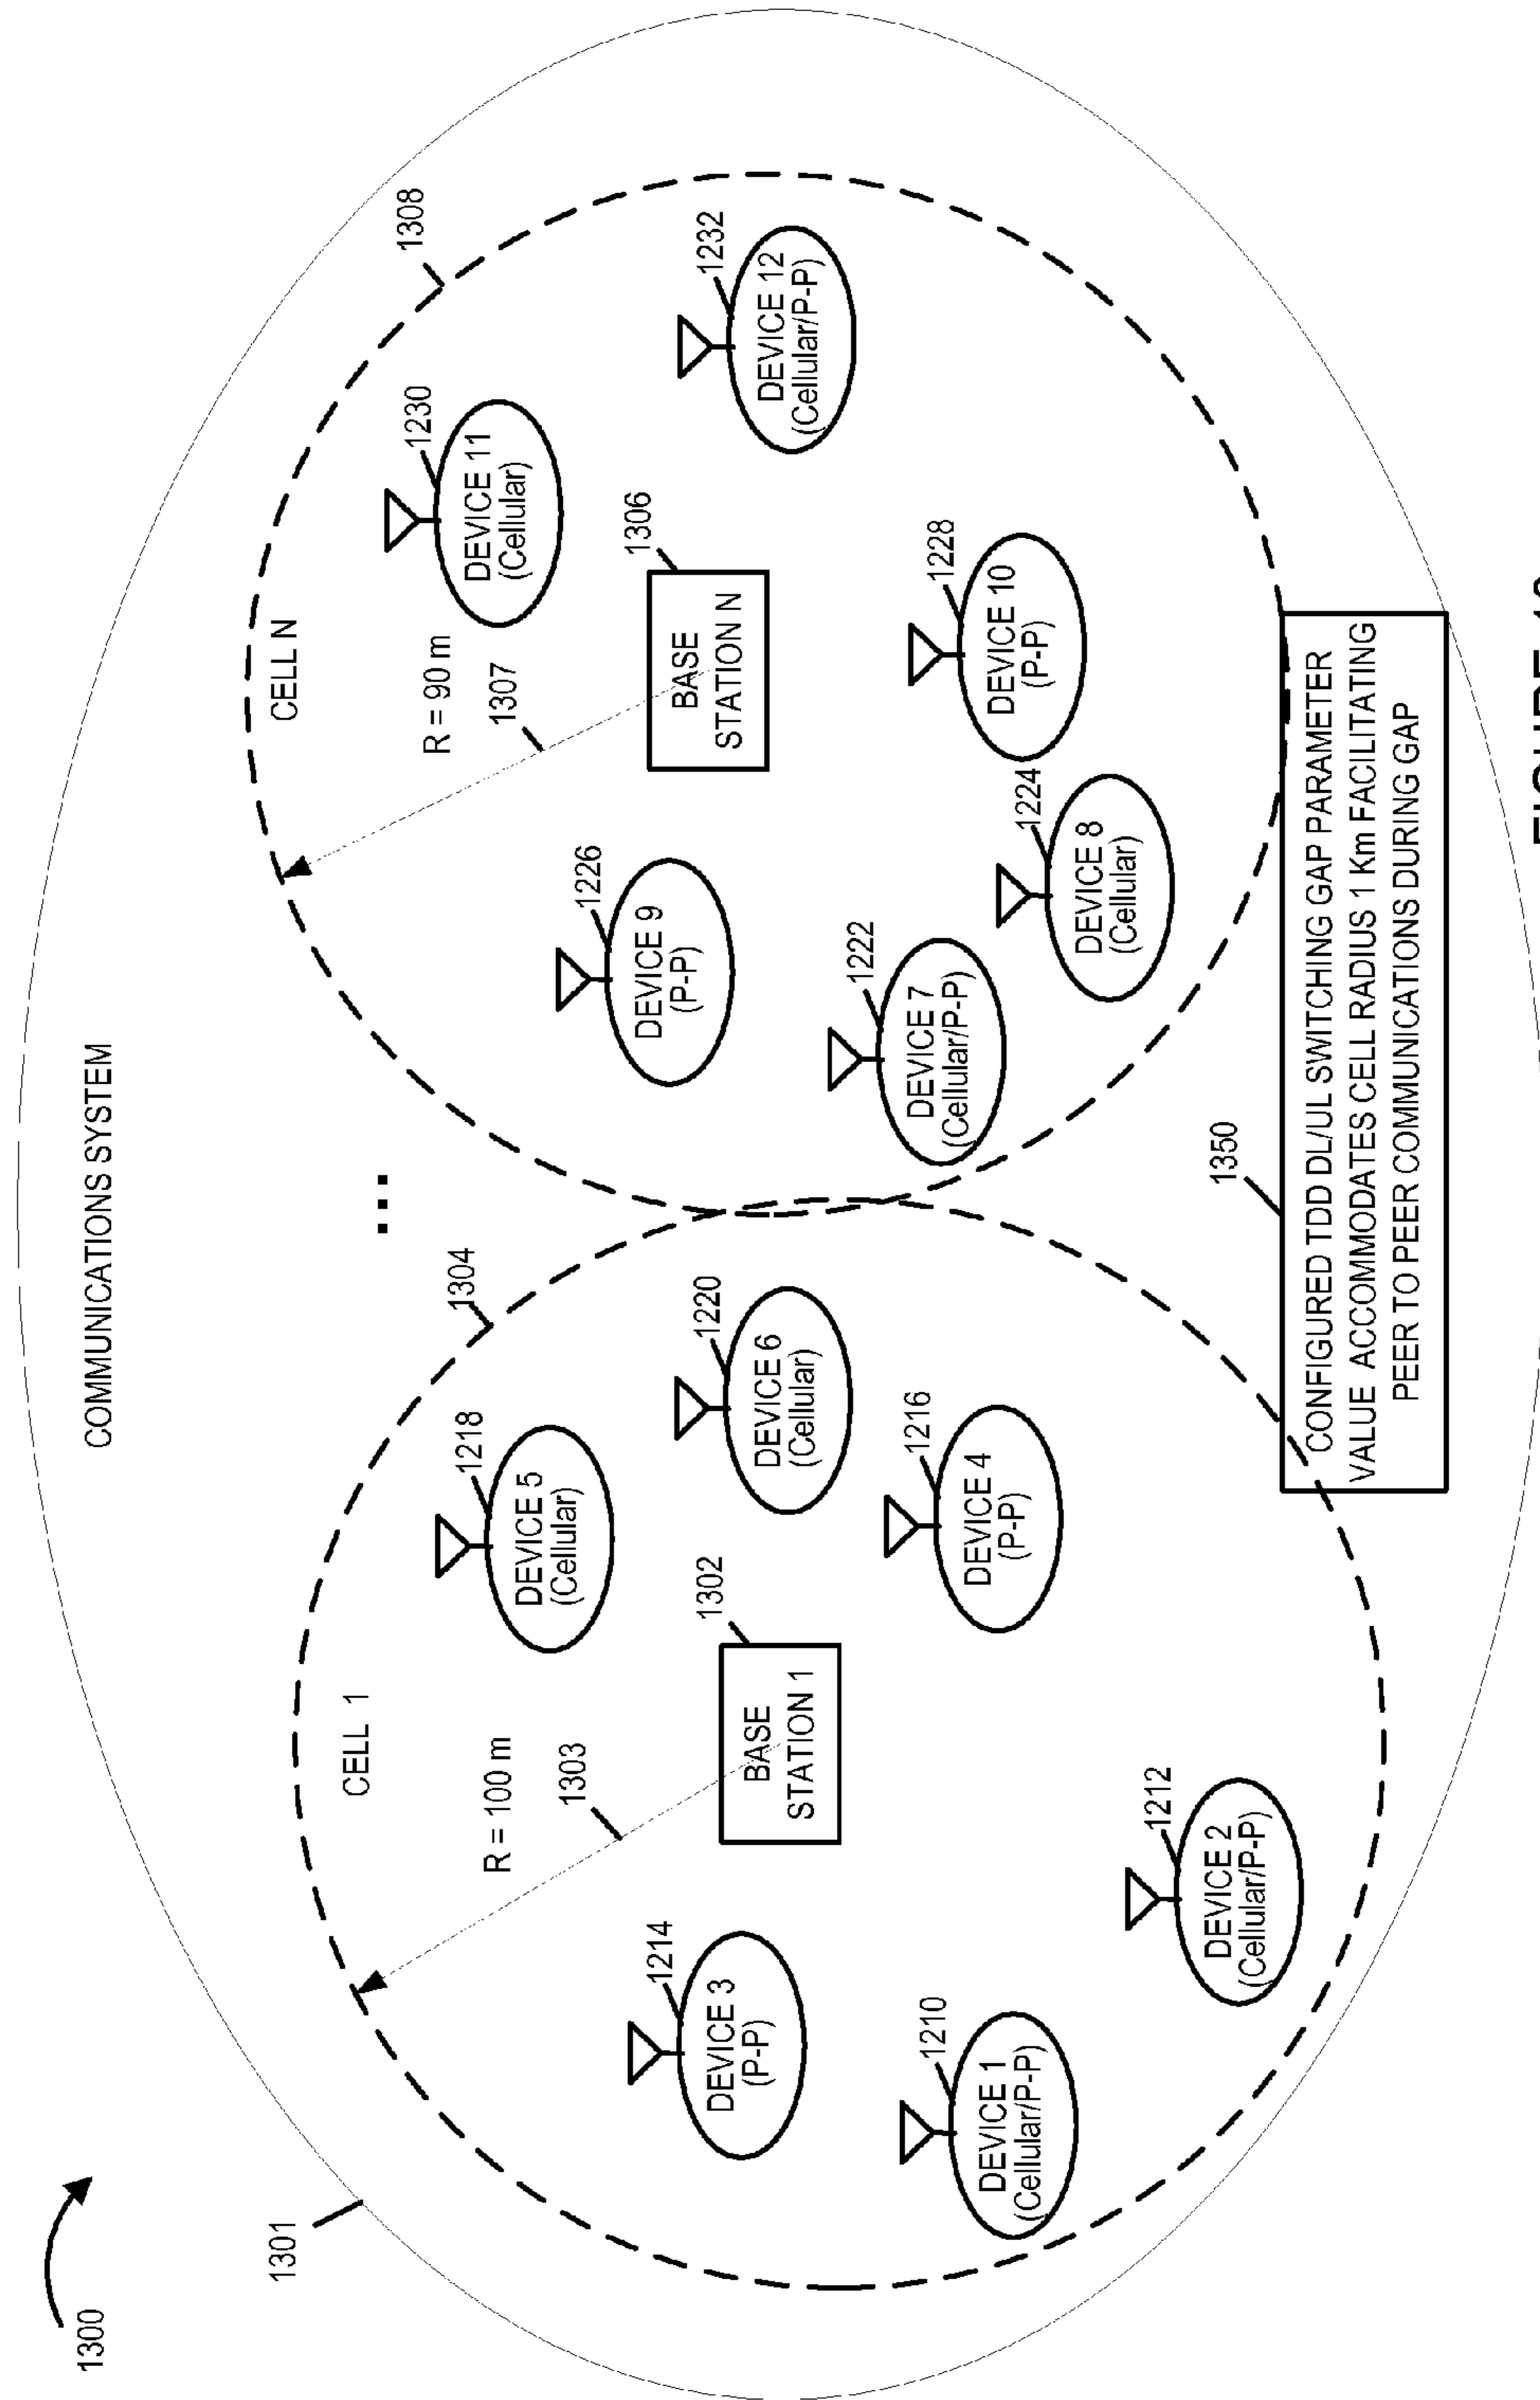 1300
1301
COMMUNICATIONS SYSTEM
...
CELL 1
1304
R = 100 m
1303
BASE
STATION 1
1302
DEVICE 3
(P-P)
1214
DEVICE 1
(Cellular/P-P)
1210
DEVICE 2
(Cellular/P-P)
1212
DEVICE 5
(Cellular)
1218
DEVICE 6
(Cellular)
1220
DEVICE 4
(P-P)
1216
CELL N
1308
R = 90 m
1307
BASE
STATION N
1306
DEVICE 9
(P-P)
1226
DEVICE 7
(Cellular/P-P)
1222
DEVICE 8
(Cellular)
1224
DEVICE 10
(P-P)
1228
DEVICE 11
(Cellular)
1230
DEVICE 12
(Cellular/P-P)
1232
1350
CONFIGURED TDD DL/UL SWITCHING GAP PARAMETER
VALUE ACCOMMODATES CELL RADIUS 1 Km FACILITATING
PEER TO PEER COMMUNICATIONS DURING GAP